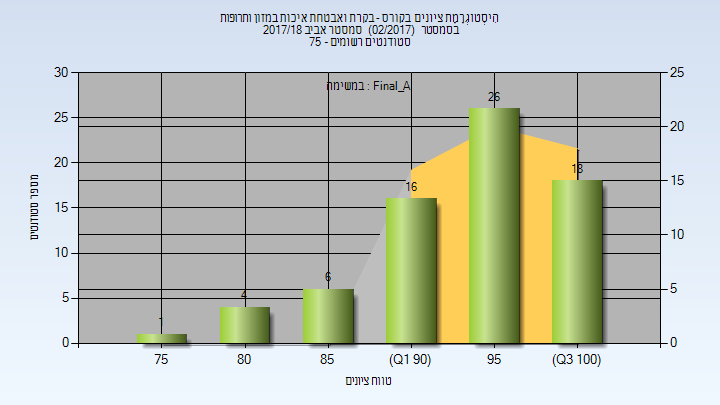 היסטוגרמת ציונים בקורס - בקרת ואבטחת איכות במזון ותרופות
בסמסטר (02/2017) סמסטר אביב 2017/18
סטודנטים רשומים - 75
במשימה : Final_A
30
25
20
15
10
5
0
25
20
15
10
5
0
1
4
6
16
26
18
מספר סטודנטים
75
80
85
(Q1 90)
95
(Q3 100)
טווח ציונים